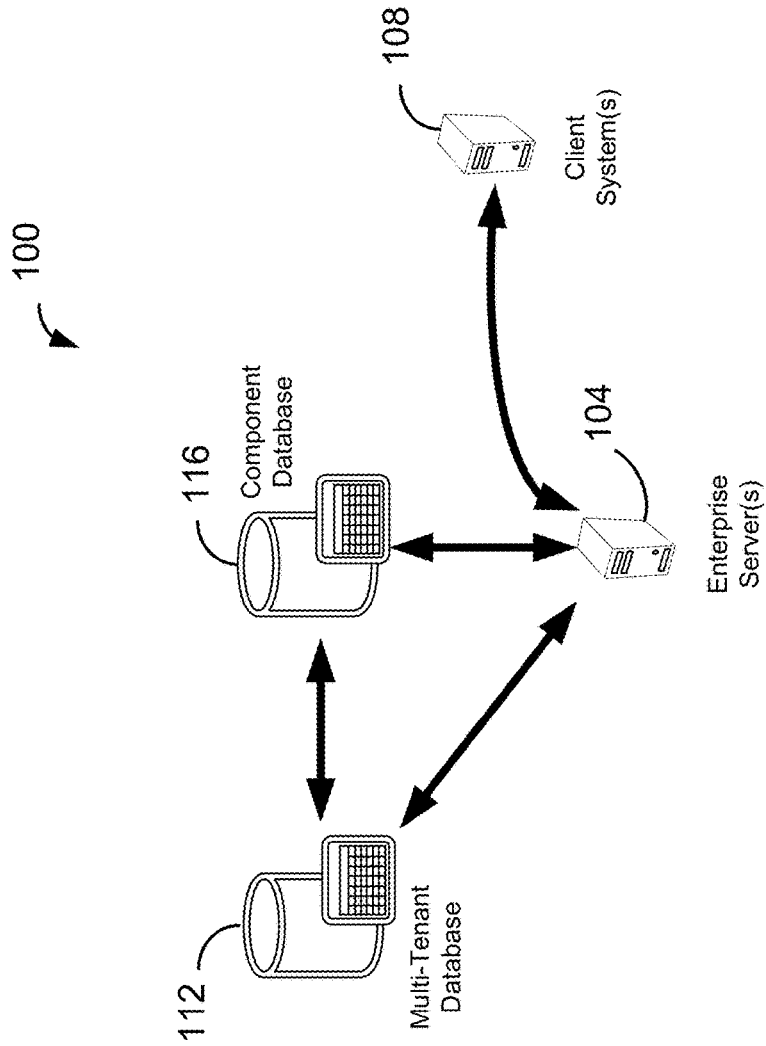 100
112
116
Component
Database
108
Multi-Tenant
Database
Client
System(s)
104
Enterprise
Server(s)